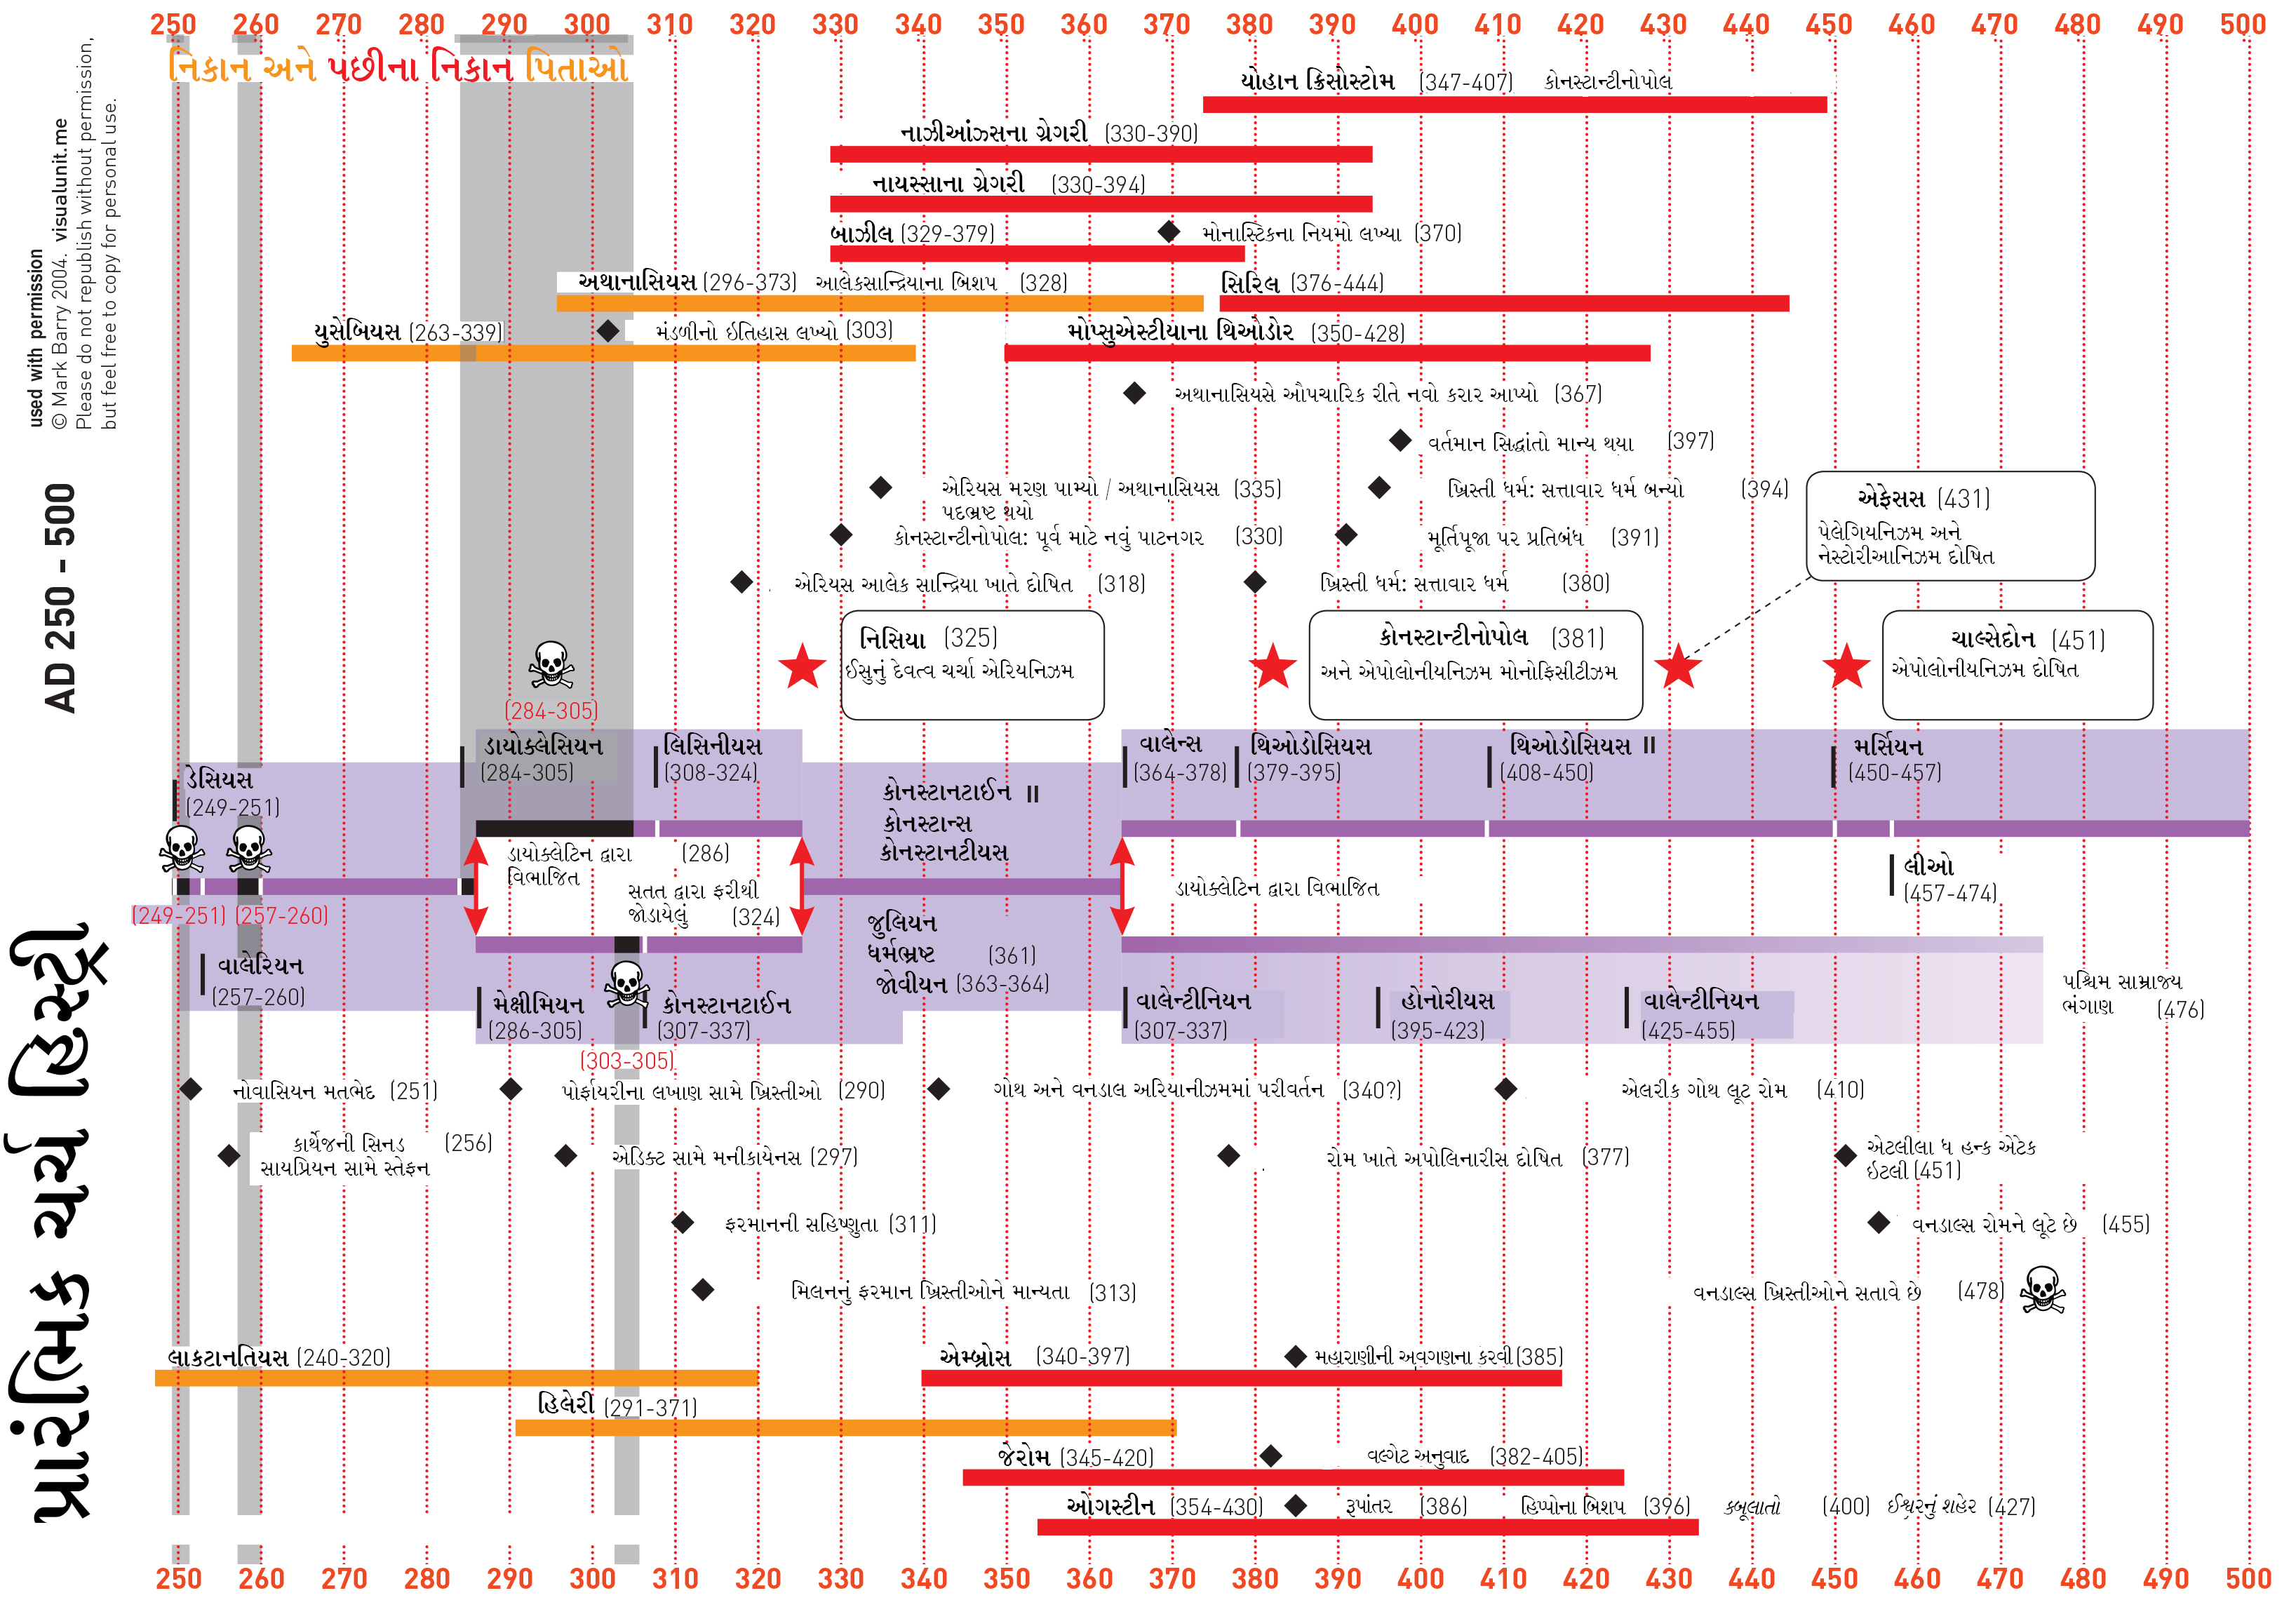 250 260 270 280 290 300 310 320 330 340 350 360 370 380 390 400 410 420 430 440 450 460 470 480 490 500
નિકાન અને પછીના નિકાન પિતાઓ
used with permission
© Mark Barry 2004. visualunit.me
Please do not republish without permission,
but feel free to copy for personal use.
AD 250 - 500
પ્રારંભિક ચર્ચ હિસ્ટ્રી
યોહાન ક્રિસોસ્ટોમ (347-407) કોનસ્ટાન્ટીનોપોલ
નાઝીઆંઝ્સના ગ્રેગરી (330-390)
નાયસ્સાના ગ્રેગરી (330-394)
બાઝીલ (329-379)
મોનાસ્ટિકના નિયમો લખ્યા (370)
અથાનાસિયસ (296-373) આલેકસાન્દ્રિયાના બિશપ (328)
સિરિલ (376-444)
યુસેબિયસ (263-339)
મંડળીનો ઇતિહાસ લખ્યો (303)
મોપ્સુએસ્ટીયાના થિઓડોર (350-428)
અથાનાસિયસે ઔપચારિક રીતે નવો કરાર આપ્યો (367)
વર્તમાન સિદ્ધાંતો માન્ય થયા (397)
એરિયસ મરણ પામ્યો / અથાનાસિયસ (335)
પદભ્રષ્ટ થયો
ખ્રિસ્તી ધર્મ: સત્તાવાર ધર્મ બન્યો (394)
કોનસ્ટાન્ટીનોપોલ: પૂર્વ માટે નવું પાટનગર (330)
મૂર્તિપૂજા પર પ્રતિબંધ (391)
એરિયસ આલેક સાન્દ્રિયા ખાતે દોષિત (318)
ખ્રિસ્તી ધર્મ: સત્તાવાર ધર્મ (380)
એફેસસ (431)
પેલેગિયનિઝમ અને
નેસ્ટોરીઆનિઝમ દોષિત
નિસિયા (325)
ઈસુનું દેવત્વ ચર્ચા એરિયનિઝમ
કોનસ્ટાન્ટીનોપોલ (381)
અને એપોલોનીયનિઝમ મોનોફિસીટીઝમ
ચાલ્સેદોન (451)
એપોલોનીયનિઝમ દોષિત
(284-305)
ડેસિયસ
(249-251)
ડાયોક્લેસિયન
(284-305)
લિસિનીયસ
(308-324)
કોનસ્ટાનટાઈન II
કોનસ્ટાન્સ
કોનસ્ટાનટીયસ
વાલેન્સ
(364-378)
થિઓડોસિયસ
(379-395)
થિઓડોસિયસ II
(408-450)
મર્સિયન
(450-457)
ડાયોક્લેટિન દ્વારા (286)
વિભાજિત
સતત દ્વારા ફરીથી
જોડાયેલું (324)
ડાયોક્લેટિન દ્વારા વિભાજિત
લીઓ
(457-474)
(249-251) (257-260)
વાલેરિયન
(257-260)
જુલિયન
ધર્મભ્રષ્ટ (361)
જોવીયન (363-364)
મેક્ષીમિયન
(286-305)
કોનસ્ટાનટાઈન
(307-337)
(303-305)
વાલેન્ટીનિયન
(307-337)
હોનોરીયસ
(395-423)
વાલેન્ટીનિયન
(425-455)
પશ્ચિમ સામ્રાજ્ય
ભંગાણ (476)
નોવાસિયન મતભેદ (251)
પોર્ફાયરીના લખાણ સામે ખ્રિસ્તીઓ (290)
ગોથ અને વનડાલ અરિયાનીઝમમાં પરીવર્તન (340?)
એલરીક ગોથ લૂટ રોમ (410)
કાર્થેજની સિનડ (256)
સાયપ્રિયન સામે સ્તેફન
એડિક્ટ સામે મનીકાયેનસ (297)
રોમ ખાતે અપોલિનારીસ દોષિત (377)
એટલીલા ધ હન્ક એટેક
ઇટલી (451)
ફરમાનની સહિષ્ણુતા (311)
વનડાલ્સ રોમને લૂટે છે (455)
મિલનનું ફરમાન ખ્રિસ્તીઓને માન્યતા (313)
વનડાલ્સ ખ્રિસ્તીઓને સતાવે છે (478)
લાકટાનતિયસ (240-320)
એમ્બ્રોસ (340-397)
મહારાણીની અવગણના કરવી (385)
હિલેરી (291-371)
જેરોમ (345-420)
વલ્ગેટ અનુવાદ (382-405)
ઓગસ્ટીન (354-430)
રૂપાંતર (386) હિપ્પોના બિશપ (396) કબૂલાતો (400) ઈશ્વરનું શહેર (427)
250 260 270 280 290 300 310 320 330 340 350 360 370 380 390 400 410 420 430 440 450 460 470 480 490 500